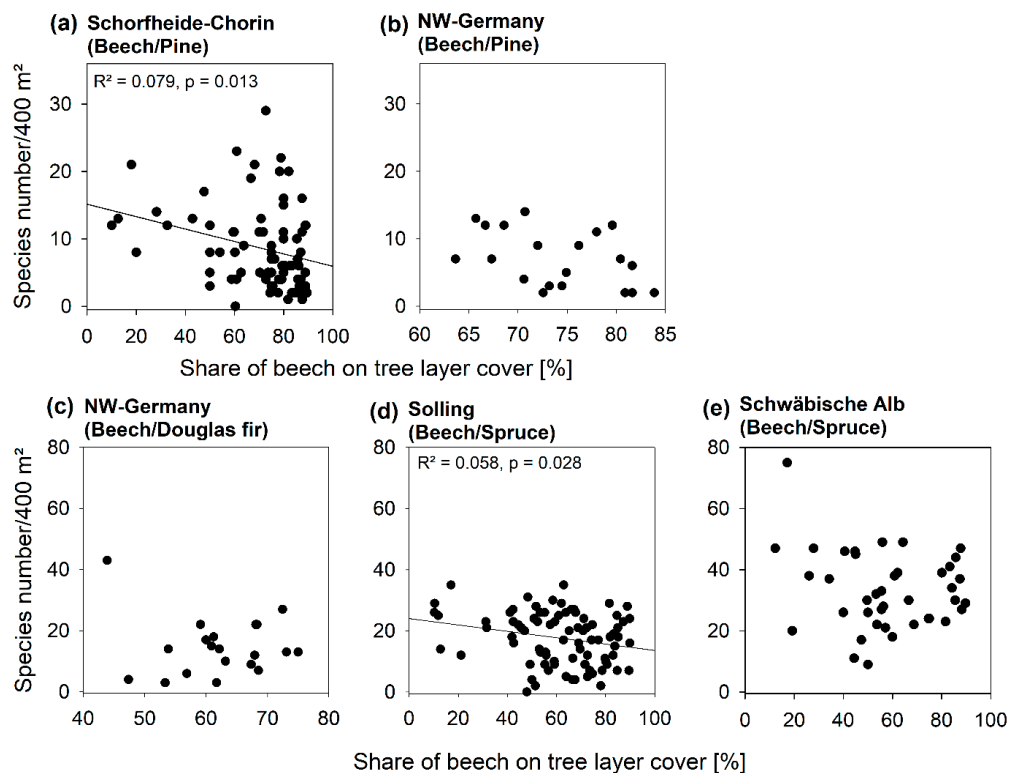 (a) Schorfheide-Chorin
(Beech/Pine)
(b) NW-Germany
(Beech/Pine)
R² = 0.079, p = 0.013
Species number/400 m²
30
20
10
0
0 20 40 60 80 100
30
20
10
0
60 65 70 75 80 85
Share of beech on tree layer cover [%]
(c) NW-Germany
(Beech/Douglas fir)
(d) Solling
(Beech/Spruce)
(e) Schwäbische Alb
(Beech/Spruce)
Species number/400 m²
80
60
40
20
0
40 50 60 70 80
R² = 0.058, p = 0.028
80
60
40
20
0
0 20 40 60 80 100
80
60
40
20
0
0 20 40 60 80 100
Share of beech on tree layer cover [%]